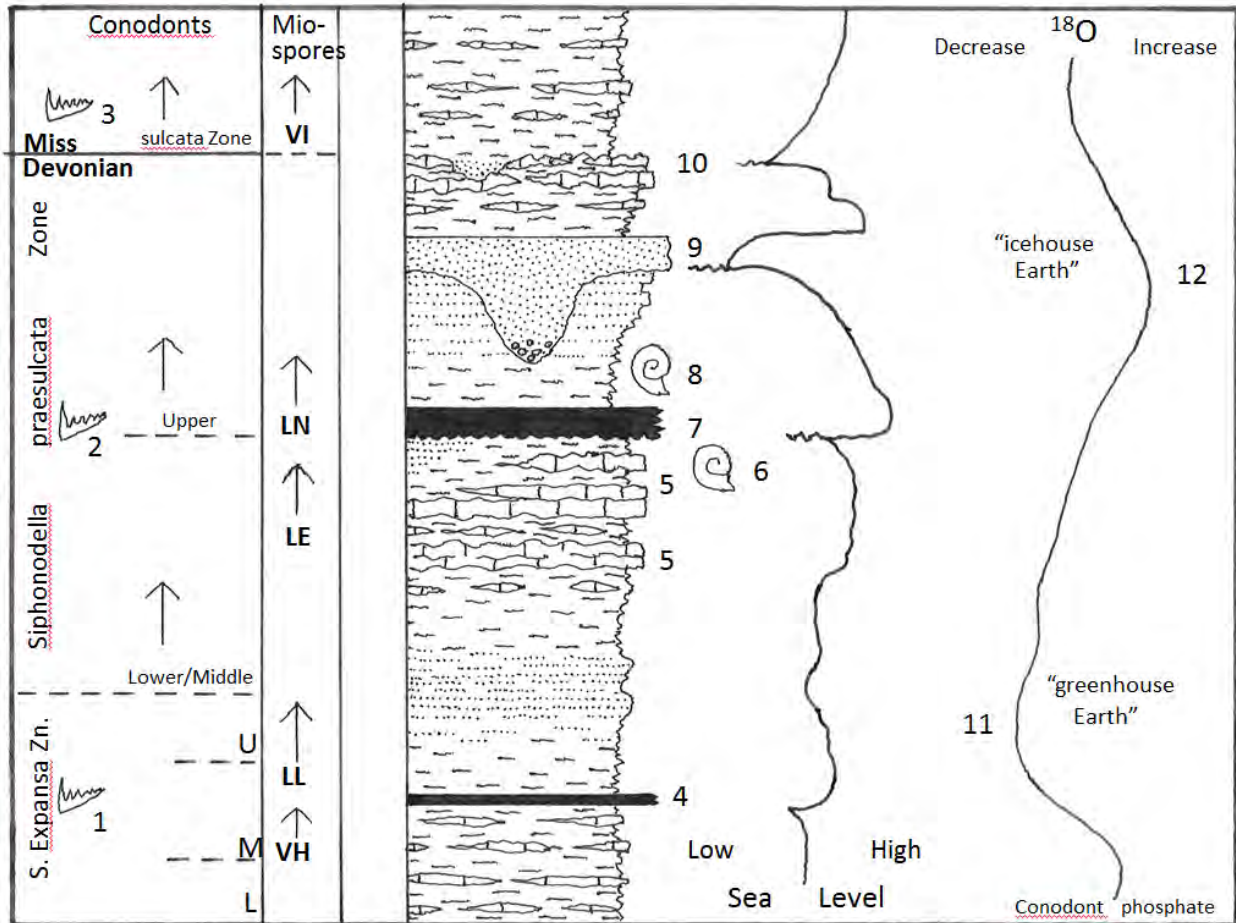 Conodonts
Mio-
spores
18O
Decrease
Increase
3
sulcata Zone
VI
Miss
Devonian
10
Zone
9
"icehouse
Earth"
12
praesulcata
8
2
Upper
LN
7
6
5
LE
5
Siphonodella
Lower/Middle
"greenhouse
Earth"
11
S. Expansa Zn.
U
LL
4
1
M
VH
Low
High
L
Sea Level
Conodont phosphate